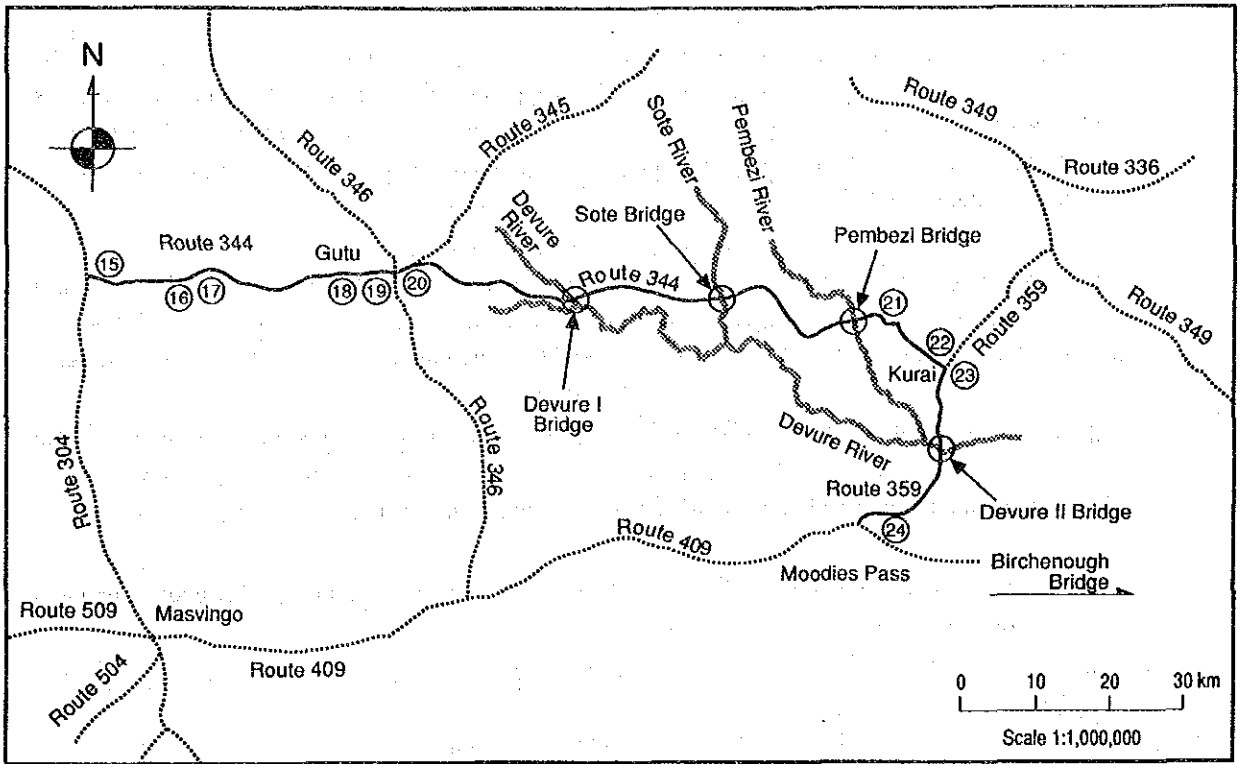 N
Route 346
Route 345
Sote River
Pembezi River
Route 349
Route 336
Devure
River
Sote Bridge
Pembezi Bridge
Route 344
Gutu
15
16
17
18
19
20
Route 344
21
22
Route 359
Route 349
Kurai
23
Devure I
Bridge
Route 346
Devure River
Route 304
Route 359
Devure II Bridge
24
Route 409
Moodies Pass
Birchenough
Bridge
Route 509
Masvingo
Route 409
Route 504
0 10 20 30 km
Scale 1:1,000,000